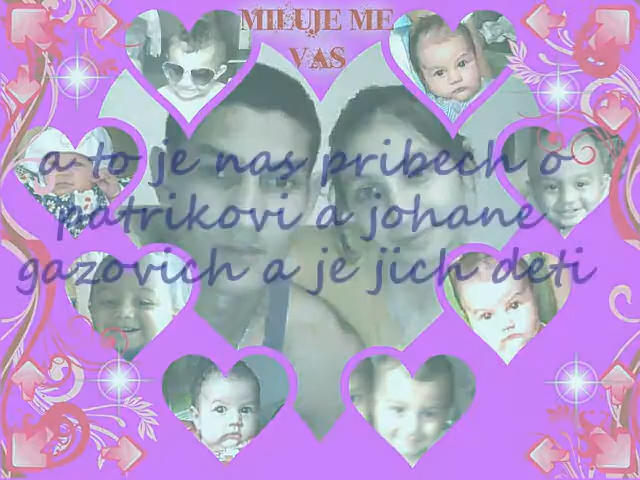 MILUJE ME
VAS
a to je nas pribech o
patrikovi a johane
gazovich a je jich deti